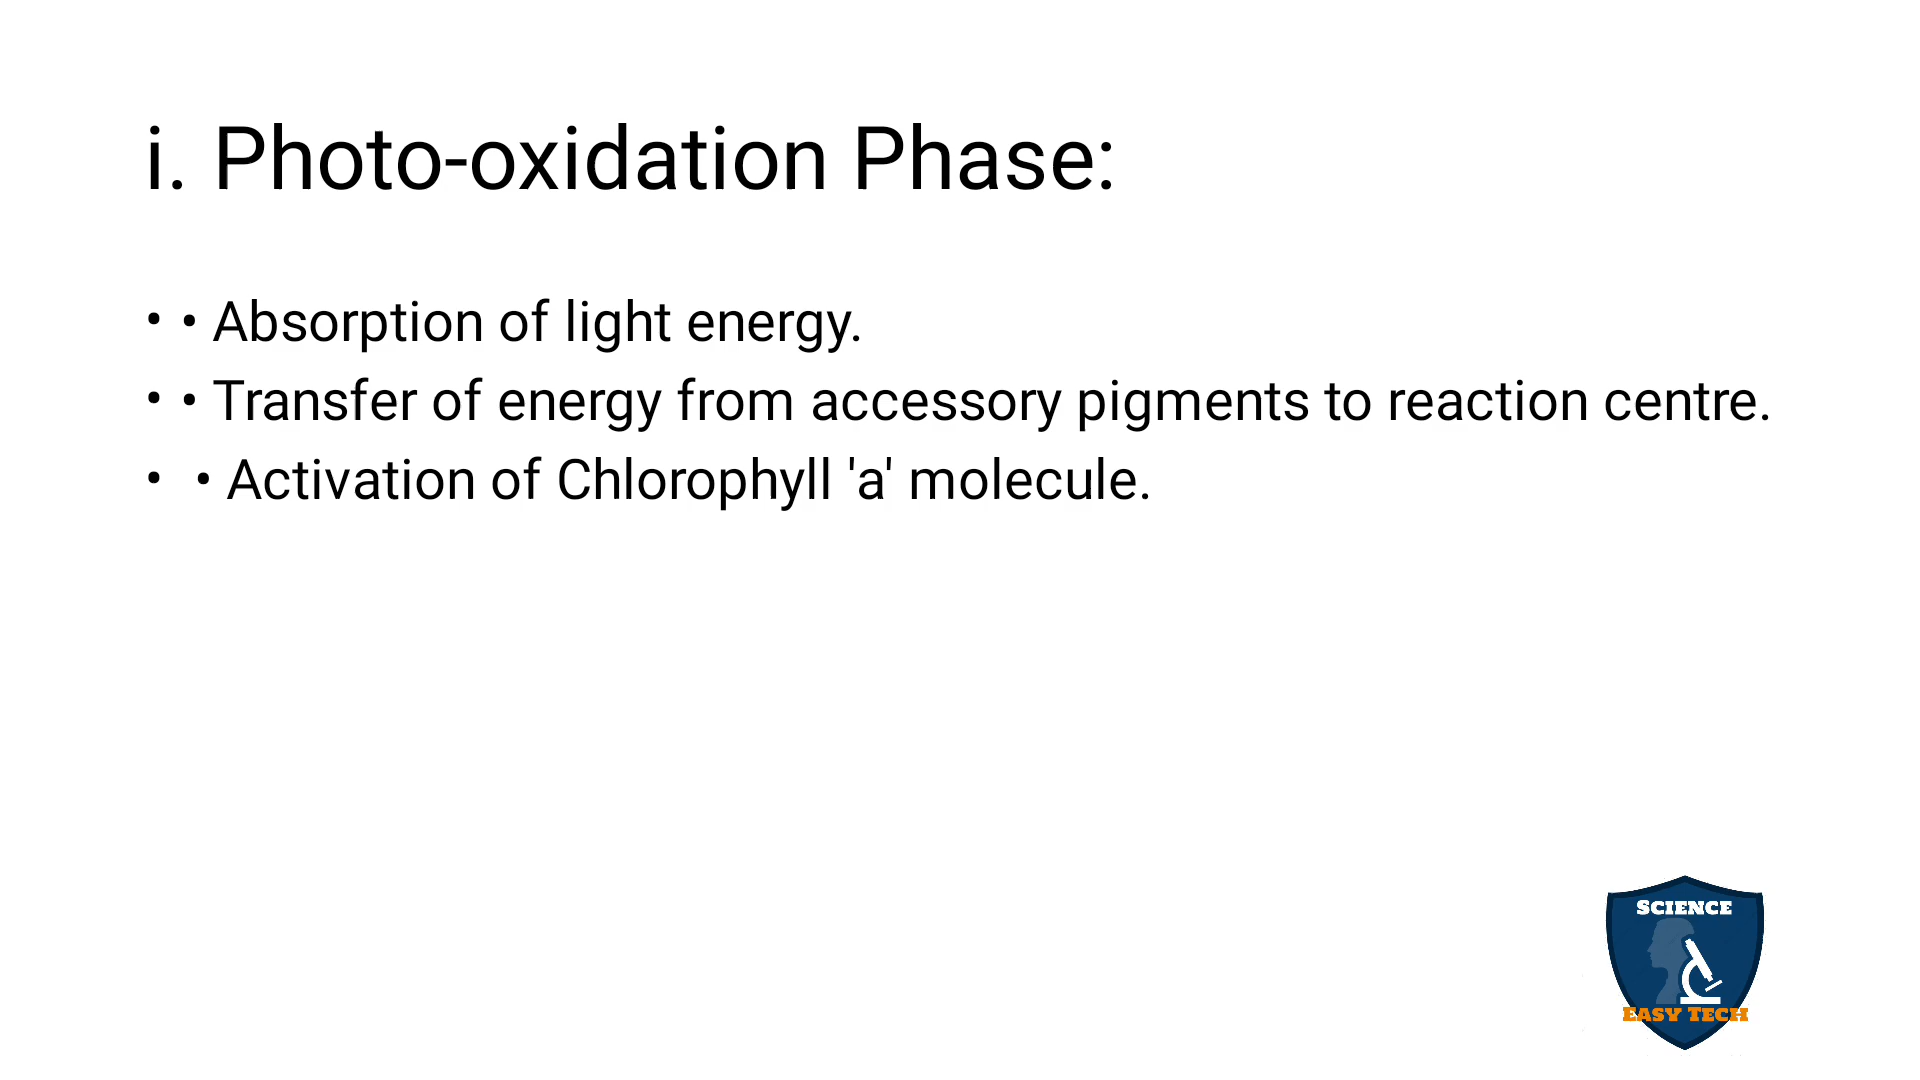 i. Photo-oxidation Phase:
• • Absorption of light energy.
• • Transfer of energy from accessory pigments to reaction centre.
• • Activation of Chlorophyll 'a' molecule.
SCIENCE
EASY TECH